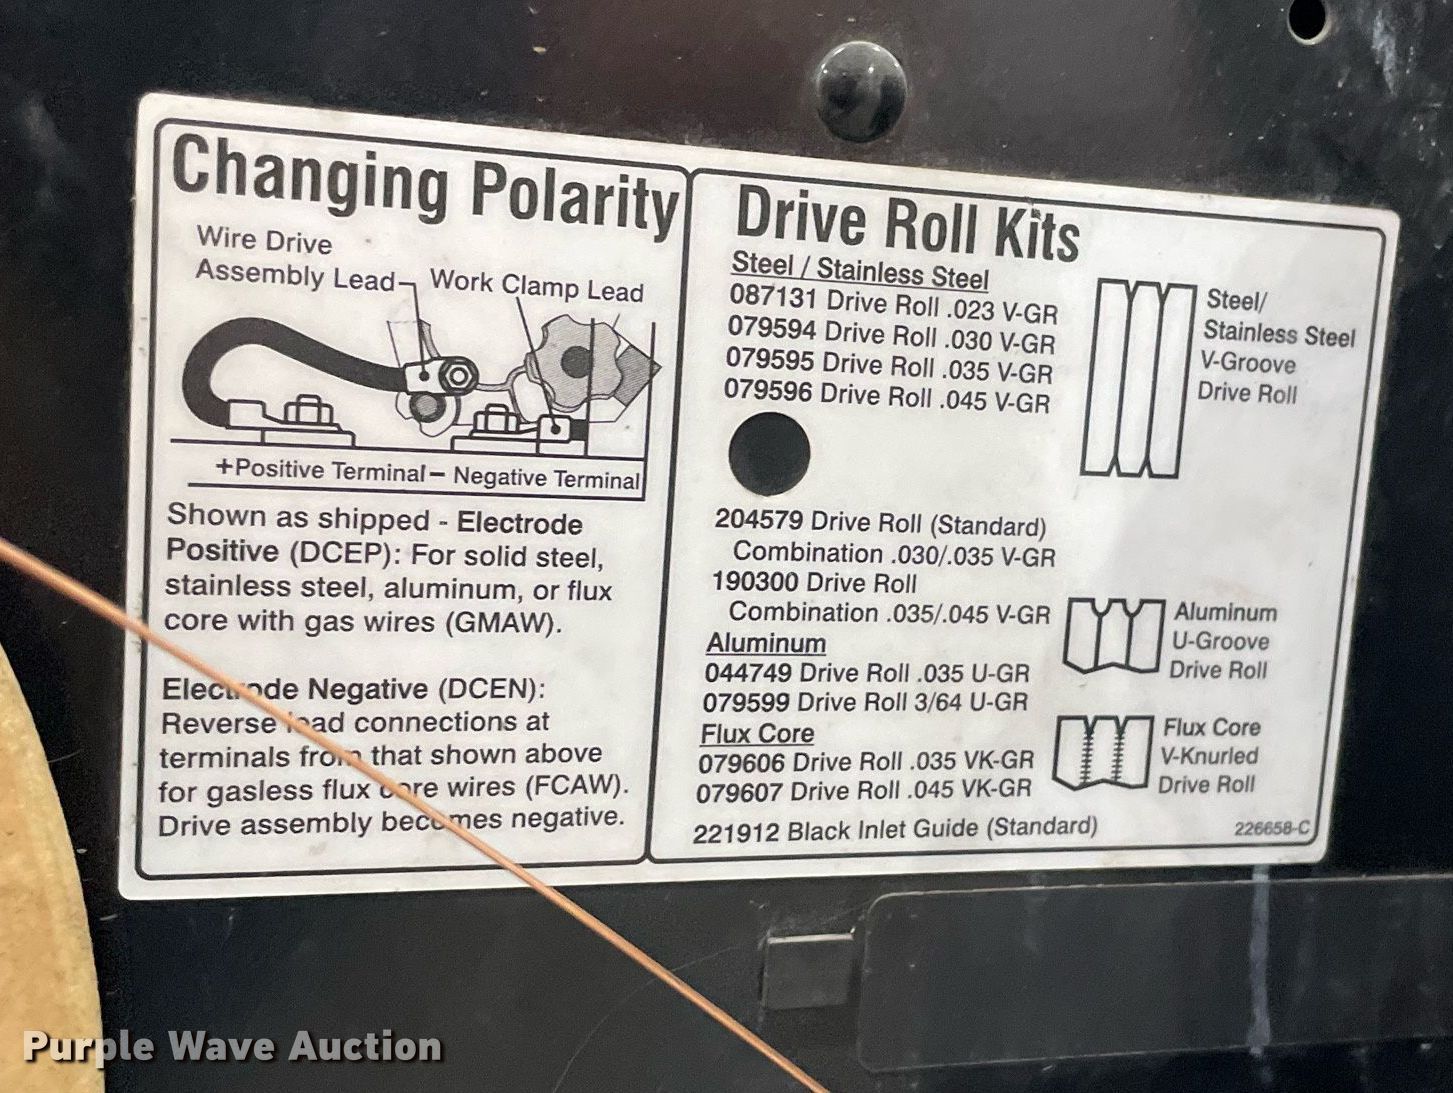 Changing Polarity
Wire Drive
Assembly Lead
Work Clamp Lead
+Positive Terminal
– Negative Terminal
Shown as shipped - Electrode
Positive (DCEP): For solid steel,
stainless steel, aluminum, or flux
core with gas wires (GMAW).
Electrode Negative (DCEN):
Reverse lead connections at
terminals from that shown above
for gasless flux core wires (FCAW).
Drive assembly becomes negative.
Drive Roll Kits
Steel / Stainless Steel
087131 Drive Roll .023 V-GR
079594 Drive Roll .030 V-GR
079595 Drive Roll .035 V-GR
079596 Drive Roll .045 V-GR
204579 Drive Roll (Standard)
Combination .030/.035 V-GR
190300 Drive Roll
Combination .035/.045 V-GR
Aluminum
044749 Drive Roll .035 U-GR
079599 Drive Roll 3/64 U-GR
Flux Core
079606 Drive Roll .035 VK-GR
079607 Drive Roll .045 VK-GR
221912 Black Inlet Guide (Standard)
Steel/
Stainless Steel
V-Groove
Drive Roll
Aluminum
U-Groove
Drive Roll
Flux Core
V-Knurled
Drive Roll
226658-C
Purple Wave Auction